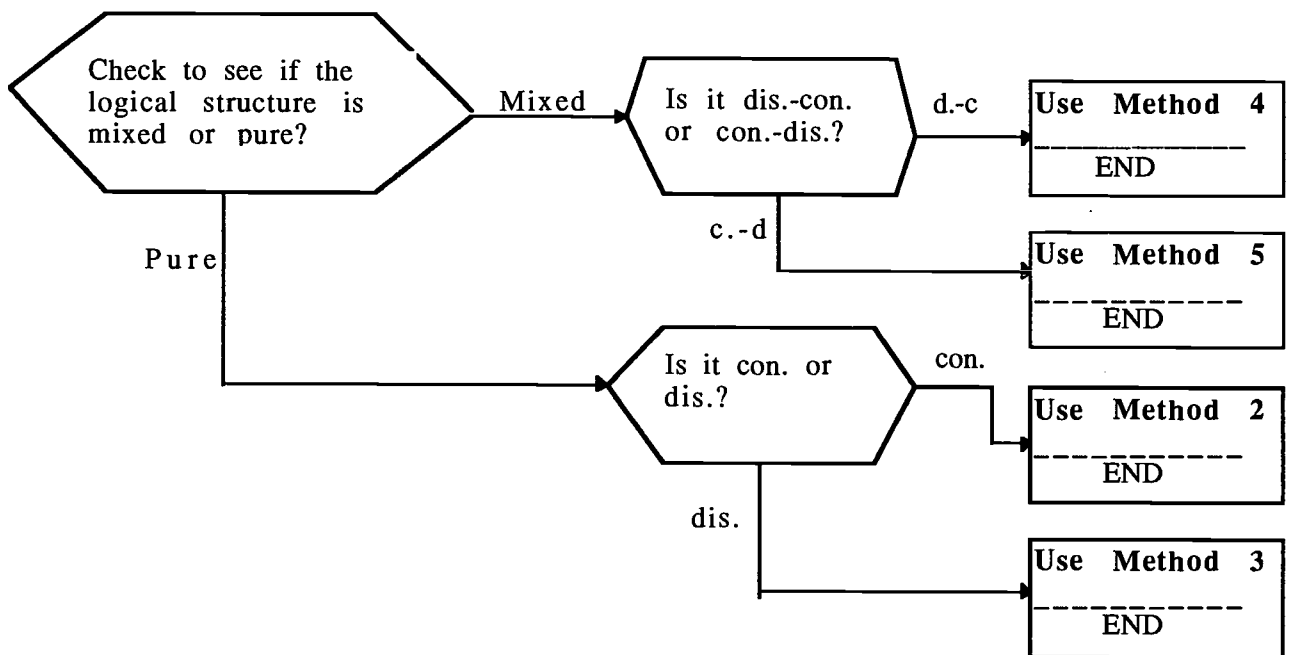 Check to see if the
logical structure is
mixed or pure?
Mixed
Is it dis.-con.
or con.-dis.?
d.-c
Use Method 4
END
c.-d
Use Method 5
END
Pure
Is it con. or
dis.?
con.
Use Method 2
END
dis.
Use Method 3
END